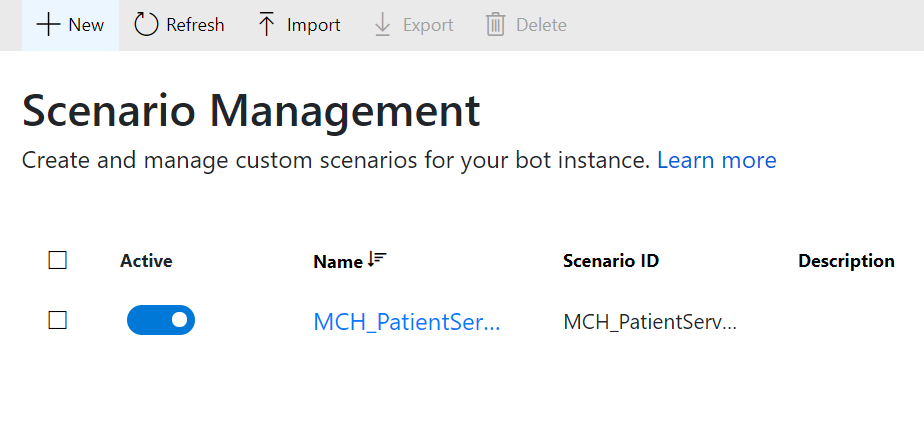 New Refresh Import Export Delete
Scenario Management
Create and manage custom scenarios for your bot instance. Learn more
Active Name Scenario ID Description
MCH_PatientSer... MCH_PatientServ...